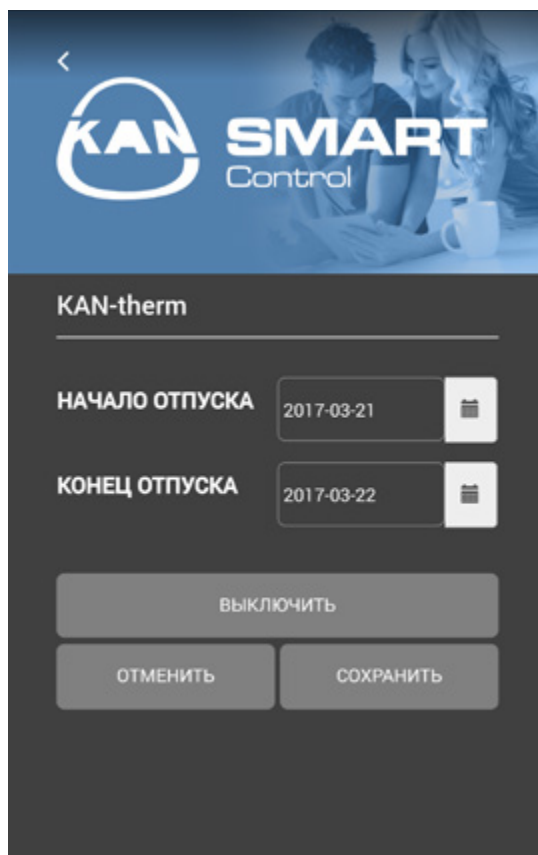 KAN SMART
Control
KAN-therm
НАЧАЛО ОТПУСКА 2017-03-21
КОНЕЦ ОТПУСКА 2017-03-22
ВЫКЛЮЧИТЬ
ОТМЕНИТЬ СОХРАНИТЬ